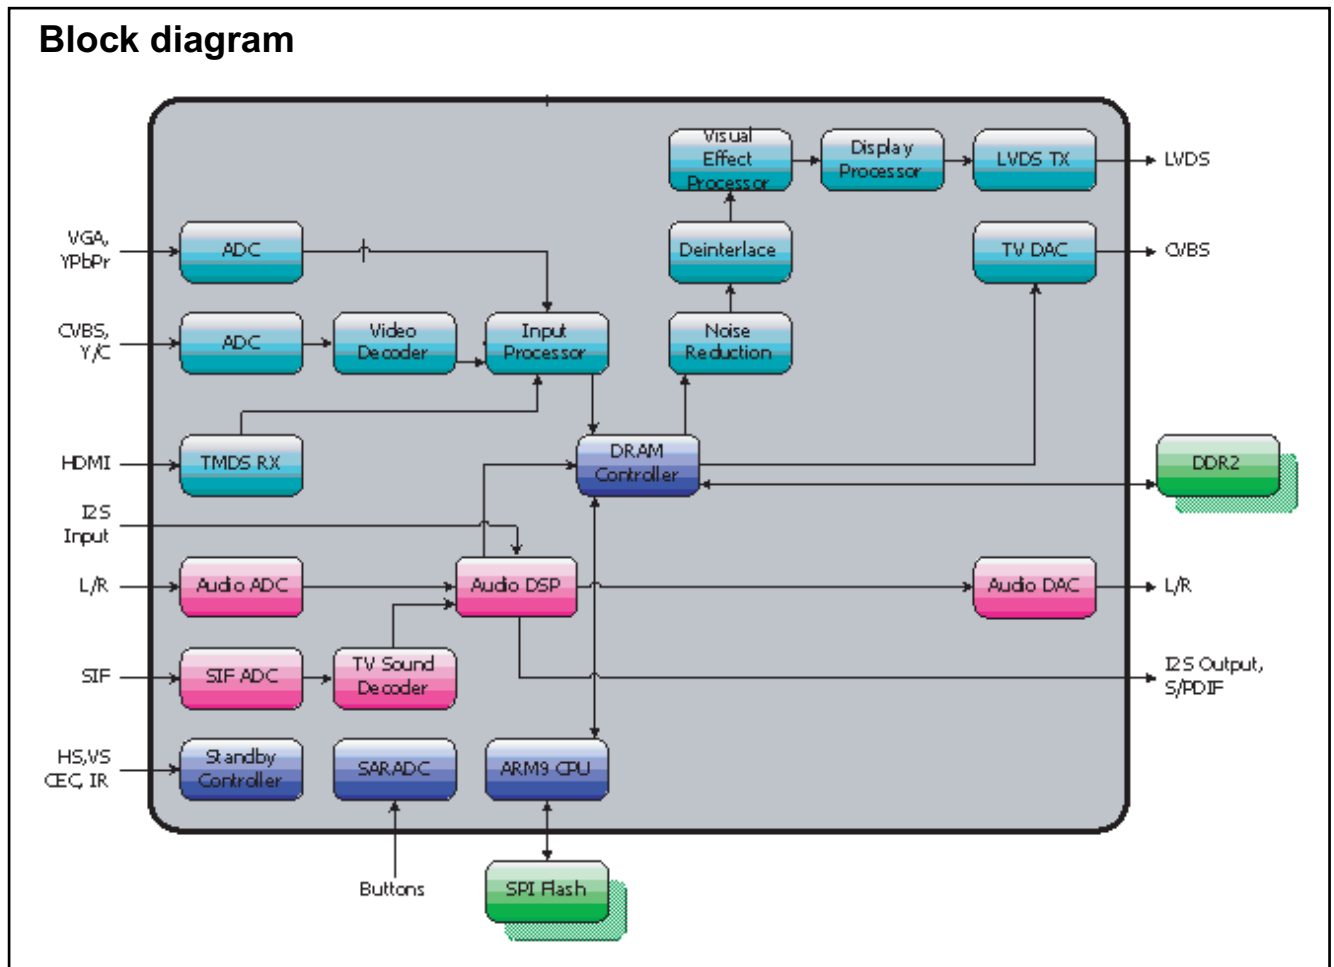 Block diagram
Visual
Effect
Processor
Display
Processor
LVDS TX
LVDS
VGA,
YPbPr
ADC
Deinterlace
TV DAC
CVBS
CVBS,
Y/C
ADC
Video
Decoder
Input
Processor
Noise
Reduction
HDMI
TMDS RX
DRAM
Controller
DDR2
I2S
Input
L/R
Audio ADC
Audio DSP
Audio DAC
L/R
SIF
SIF ADC
TV Sound
Decoder
I2S Output,
S/PDIF
HS,VS
CEC, IR
Standby
Controller
SARADC
ARM9 CPU
Buttons
SPI Flash